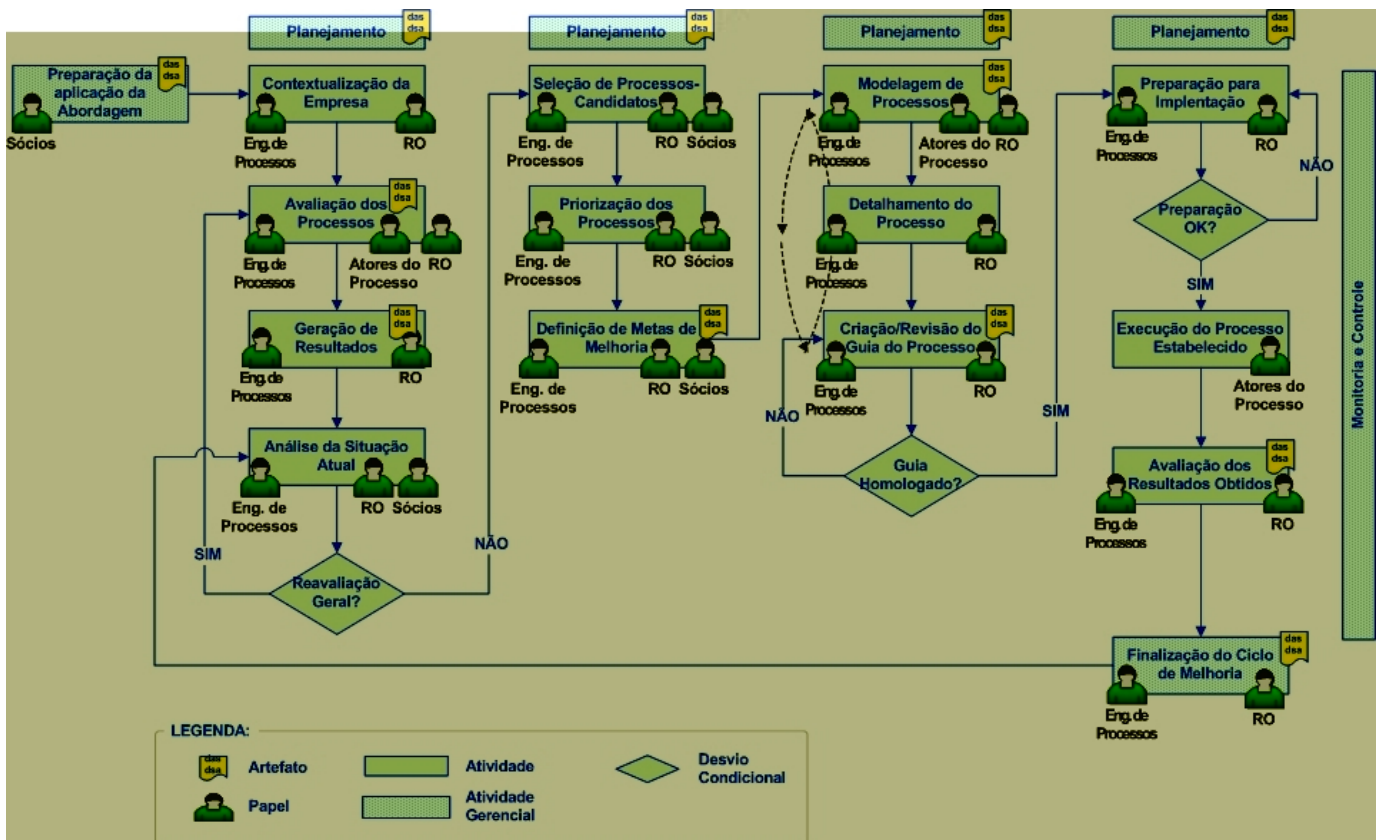 das
dsa
Planejamento
das
dsa
Planejamento
das
dsa
Planejamento
das
dsa
Planejamento
das
dsa
Preparação da
aplicação da
Abordagem
Sócios
Contextualização da
Empresa
Eng. de
Processos
RO
Avaliação dos
Processos
das
dsa
Eng. de
Processos
Atores do
Processo
RO
Geração de
Resultados
das
dsa
Eng. de
Processos
RO
Análise da Situação
Atual
Eng. de
Processos
RO
Sócios
SIM
NÃO
Reavaliação
Geral?
Seleção de Processos-
Candidatos
Eng. de
Processos
RO
Sócios
Priorização dos
Processos
Eng. de
Processos
RO
Sócios
Definição de Metas de
Melhoria
das
dsa
Eng. de
Processos
RO
Sócios
Modelagem de
Processos
das
dsa
Eng. de
Processos
Atores do
Processo
RO
Detalhamento do
Processo
Eng. de
Processos
RO
Criação/Revisão do
Guia do Processo
das
dsa
Eng. de
Processos
RO
NÃO
SIM
Guia
Homologado?
Preparação para
Implentação
Eng. de
Processos
RO
NÃO
Preparação
OK?
SIM
Execução do Processo
Estabelecido
Atores do
Processo
Avaliação dos
Resultados Obtidos
das
dsa
Eng. de
Processos
RO
Finalização do Ciclo
de Melhoria
das
dsa
Eng. de
Processos
RO
Monitoria e Controle
LEGENDA:
das
dsa
Artefato
Atividade
Desvio
Condicional
Papel
Atividade
Gerencial